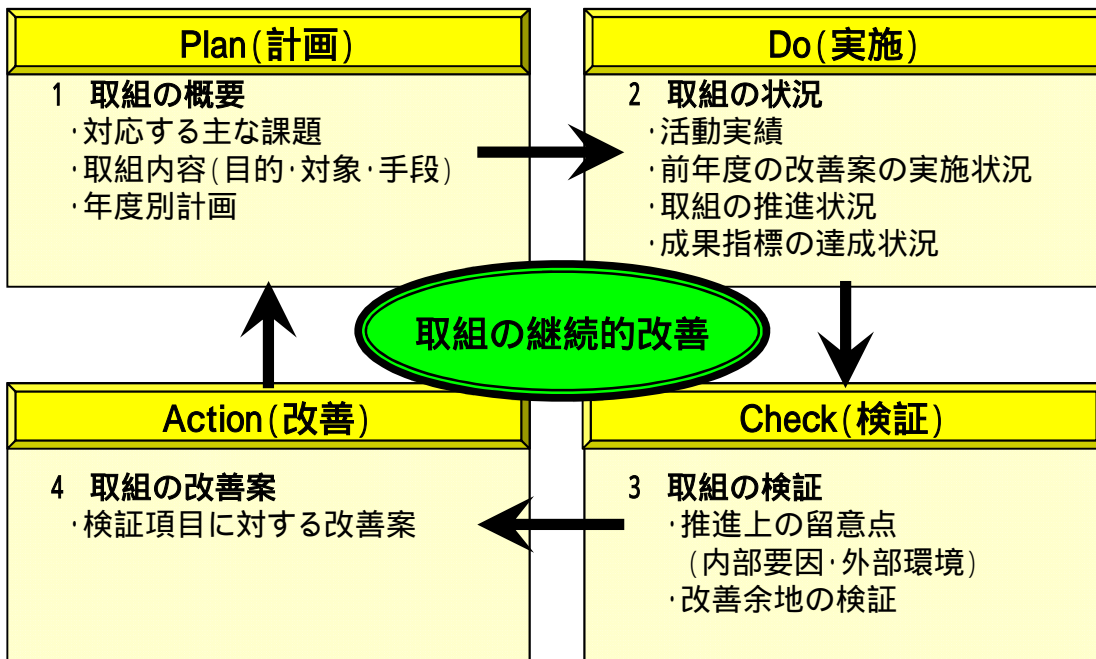 Plan(計画)
1 取組の概要
･対応する主な課題
･取組内容(目的･対象･手段)
･年度別計画
Do(実施)
2 取組の状況
･活動実績
･前年度の改善案の実施状況
･取組の推進状況
･成果指標の達成状況
取組の継続的改善
Check(検証)
3 取組の検証
･推進上の留意点
(内部要因･外部環境)
･改善余地の検証
Action(改善)
4 取組の改善案
･検証項目に対する改善案